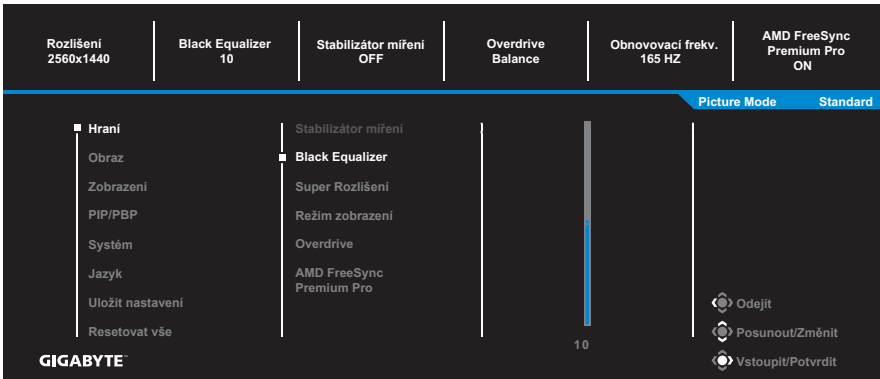 Rozlišení
2560x1440
Black Equalizer
10
Stabilizátor míření
OFF
Overdrive
Balance
Obnovovací frekv.
165 HZ
AMD FreeSync
Premium Pro
ON
Picture Mode Standard
Hraní
Obraz
Zobrazení
PIP/PBP
Systém
Jazyk
Uložit nastavení
Resetovat vše
Stabilizátor míření
Black Equalizer
Super Rozlišení
Režim zobrazení
Overdrive
AMD FreeSync
Premium Pro
10
Odejít
Posunout/Změnit
Vstoupit/Potvrdit
GIGABYTE™